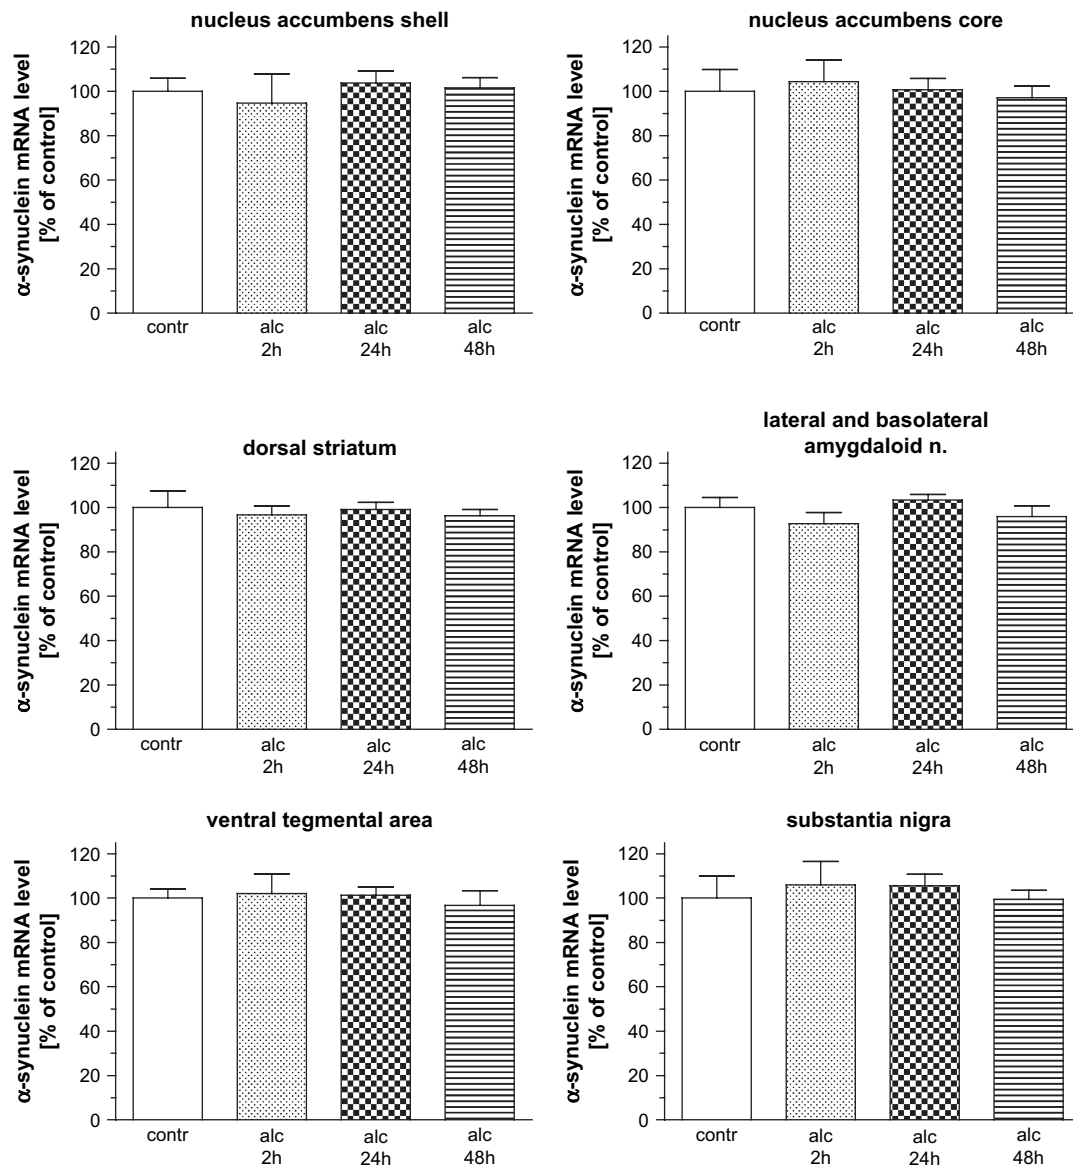 nucleus accumbens shell
α-synuclein mRNA level
[% of control]
120
100
80
60
40
20
0
contr
alc
2h
alc
24h
alc
48h
nucleus accumbens core
α-synuclein mRNA level
[% of control]
120
100
80
60
40
20
0
contr
alc
2h
alc
24h
alc
48h
dorsal striatum
α-synuclein mRNA level
[% of control]
120
100
80
60
40
20
0
contr
alc
2h
alc
24h
alc
48h
lateral and basolateral
amygdaloid n.
α-synuclein mRNA level
[% of control]
120
100
80
60
40
20
0
contr
alc
2h
alc
24h
alc
48h
ventral tegmental area
α-synuclein mRNA level
[% of control]
120
100
80
60
40
20
0
contr
alc
2h
alc
24h
alc
48h
substantia nigra
α-synuclein mRNA level
[% of control]
120
100
80
60
40
20
0
contr
alc
2h
alc
24h
alc
48h